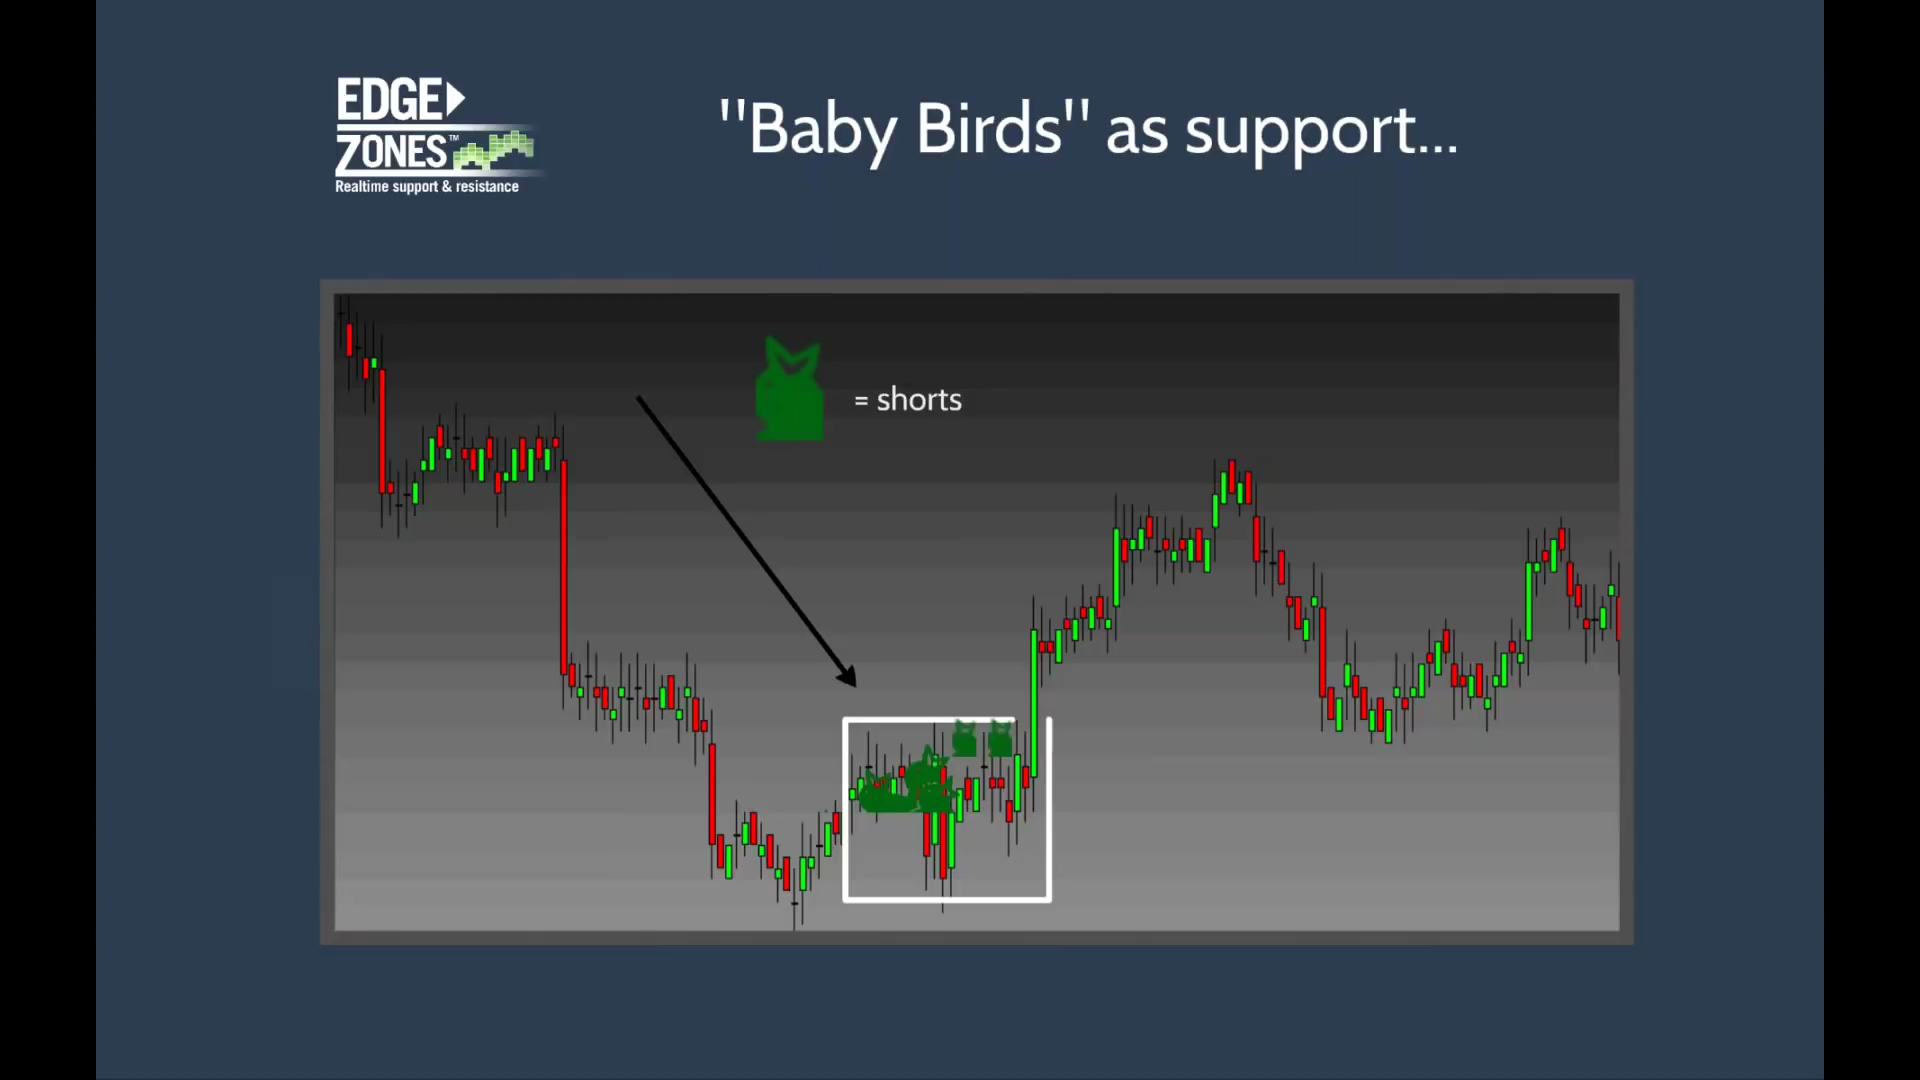 EDGE
ZONES™
Realtime support & resistance
"Baby Birds" as support...
= shorts